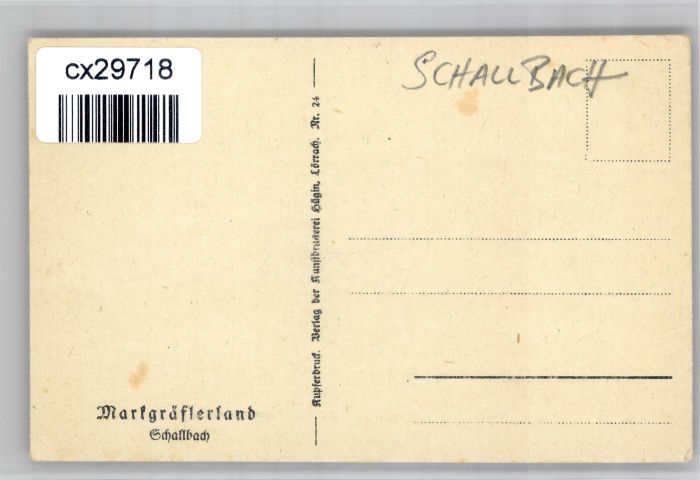 cx29718
SCHALLBACH
Kupferdruck. Verlag der Kunstdruckerei Hügin, Lörrach. Nr. 24
Markgräflerland
Schallbach